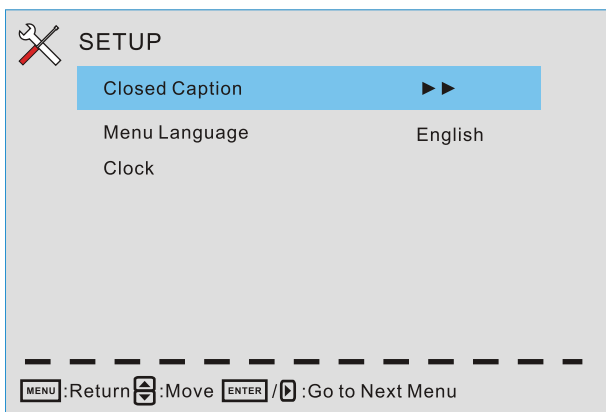 SETUP
Closed Caption ►►
Menu Language English
Clock
MENU:Return :Move ENTER/ :Go to Next Menu